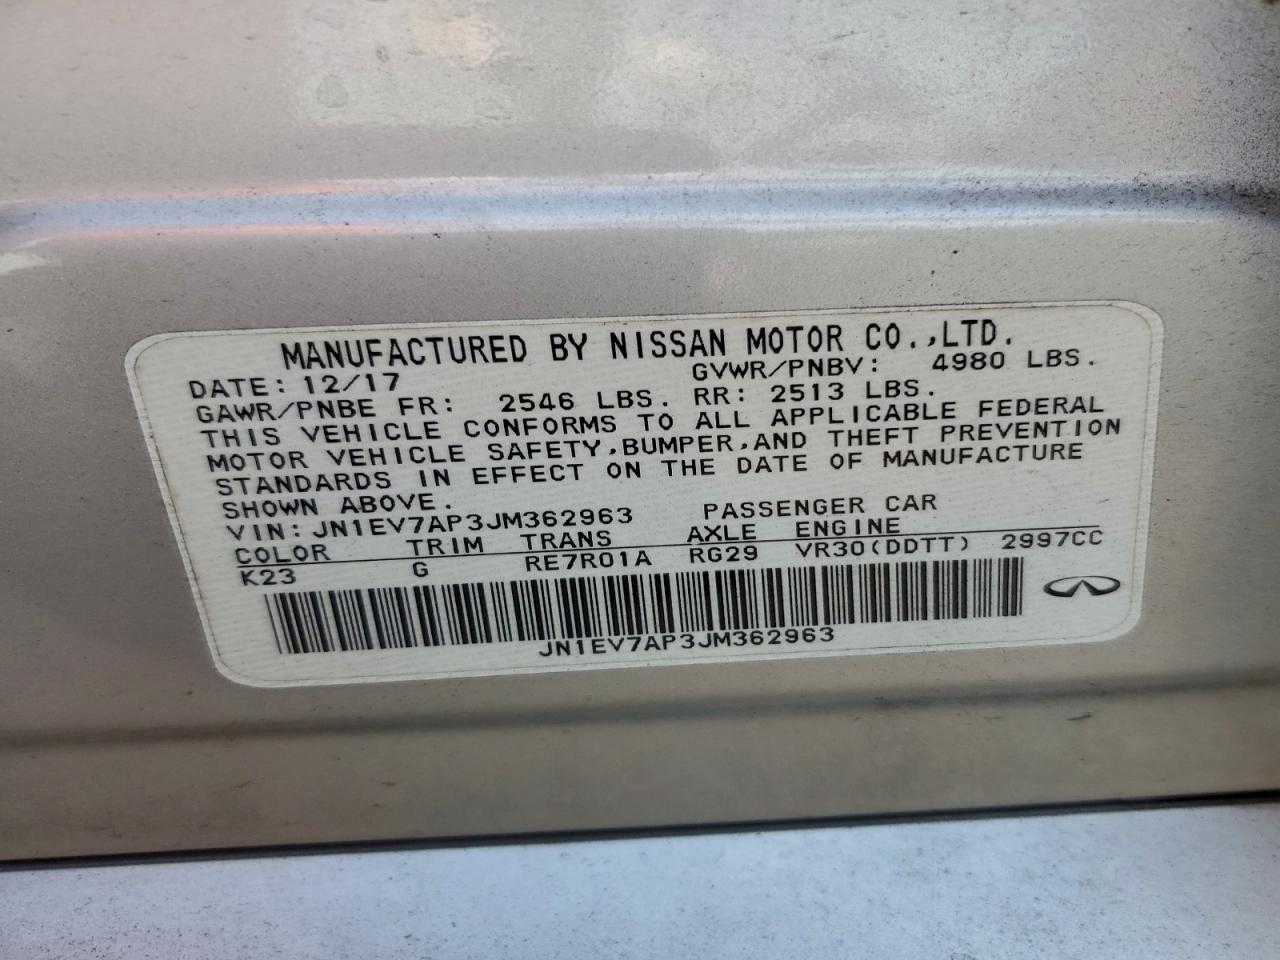 MANUFACTURED BY NISSAN MOTOR CO.,LTD.
DATE: 12/17 GVWR/PNBV: 4980 LBS.
GAWR/PNBE FR: 2546 LBS. RR: 2513 LBS.
THIS VEHICLE CONFORMS TO ALL APPLICABLE FEDERAL
MOTOR VEHICLE SAFETY,BUMPER,AND THEFT PREVENTION
STANDARDS IN EFFECT ON THE DATE OF MANUFACTURE
SHOWN ABOVE.
VIN: JN1EV7AP3JM362963 PASSENGER CAR
COLOR TRIM TRANS AXLE ENGINE
K23 G RE7R01A RG29 VR30(DDTT) 2997CC
JN1EV7AP3JM362963